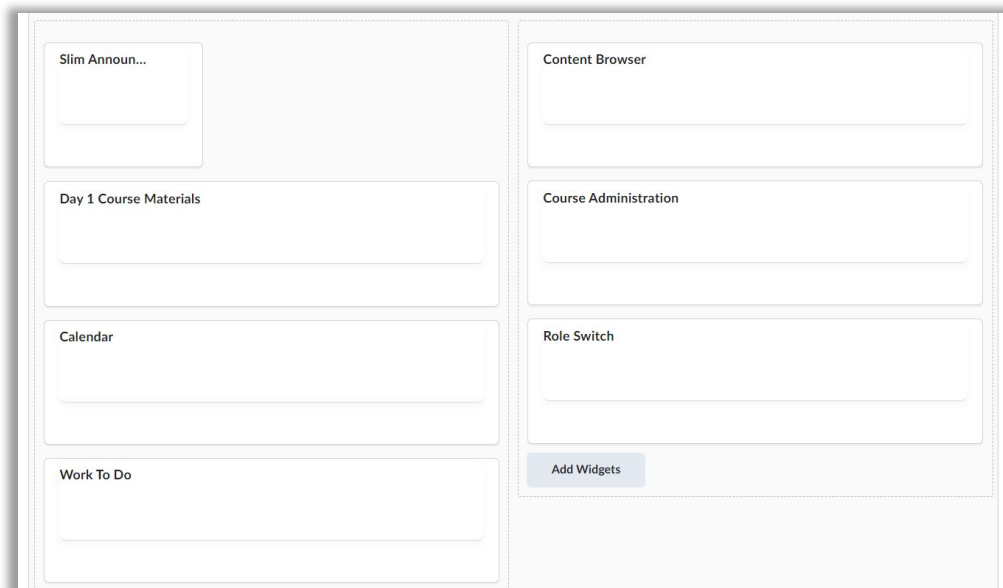 Slim Announ...
Day 1 Course Materials
Calendar
Work To Do
Content Browser
Course Administration
Role Switch
Add Widgets